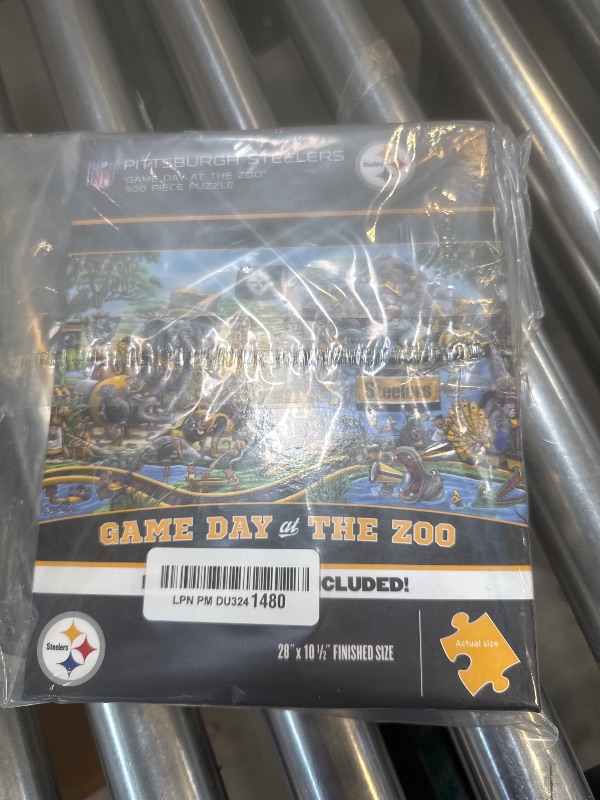 NFL
PITTSBURGH STEELERS
"GAME DAY AT THE ZOO"
500 PIECE PUZZLE
Steelers
GAME DAY at THE ZOO
CLUDED!
LPN PM DU324 1480
Steelers
28" x 10 ½" FINISHED SIZE
Actual size